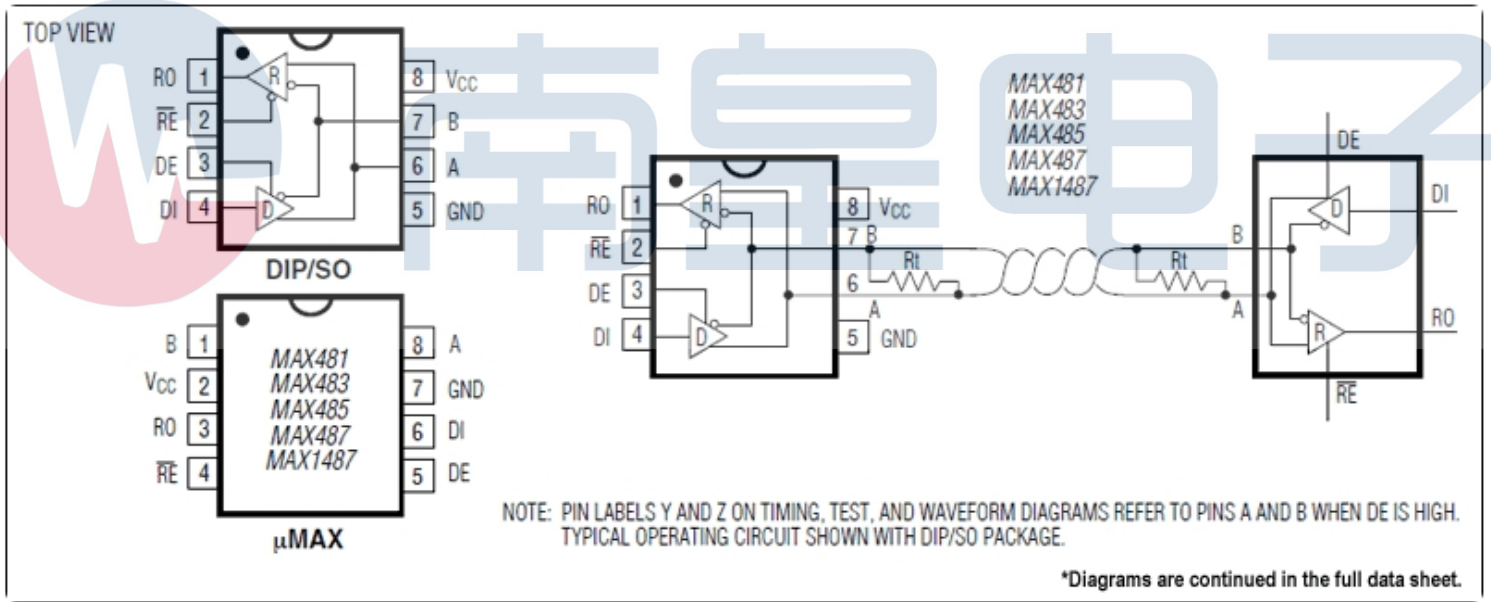 TOP VIEW
RO 1
RE 2
DE 3
DI 4
8 VCC
7 B
6 A
5 GND
R
D
DIP/SO
B 1
VCC 2
RO 3
RE 4
8 A
7 GND
6 DI
5 DE
MAX481
MAX483
MAX485
MAX487
MAX1487
μMAX
RO 1
RE 2
DE 3
DI 4
R
D
8 VCC
7 B
6
A
5 GND
Rt
Rt
MAX481
MAX483
MAX485
MAX487
MAX1487
B
A
DE
DI
D
R
RO
RE
NOTE: PIN LABELS Y AND Z ON TIMING, TEST, AND WAVEFORM DIAGRAMS REFER TO PINS A AND B WHEN DE IS HIGH.
TYPICAL OPERATING CIRCUIT SHOWN WITH DIP/SO PACKAGE.
*Diagrams are continued in the full data sheet.
南皇电子